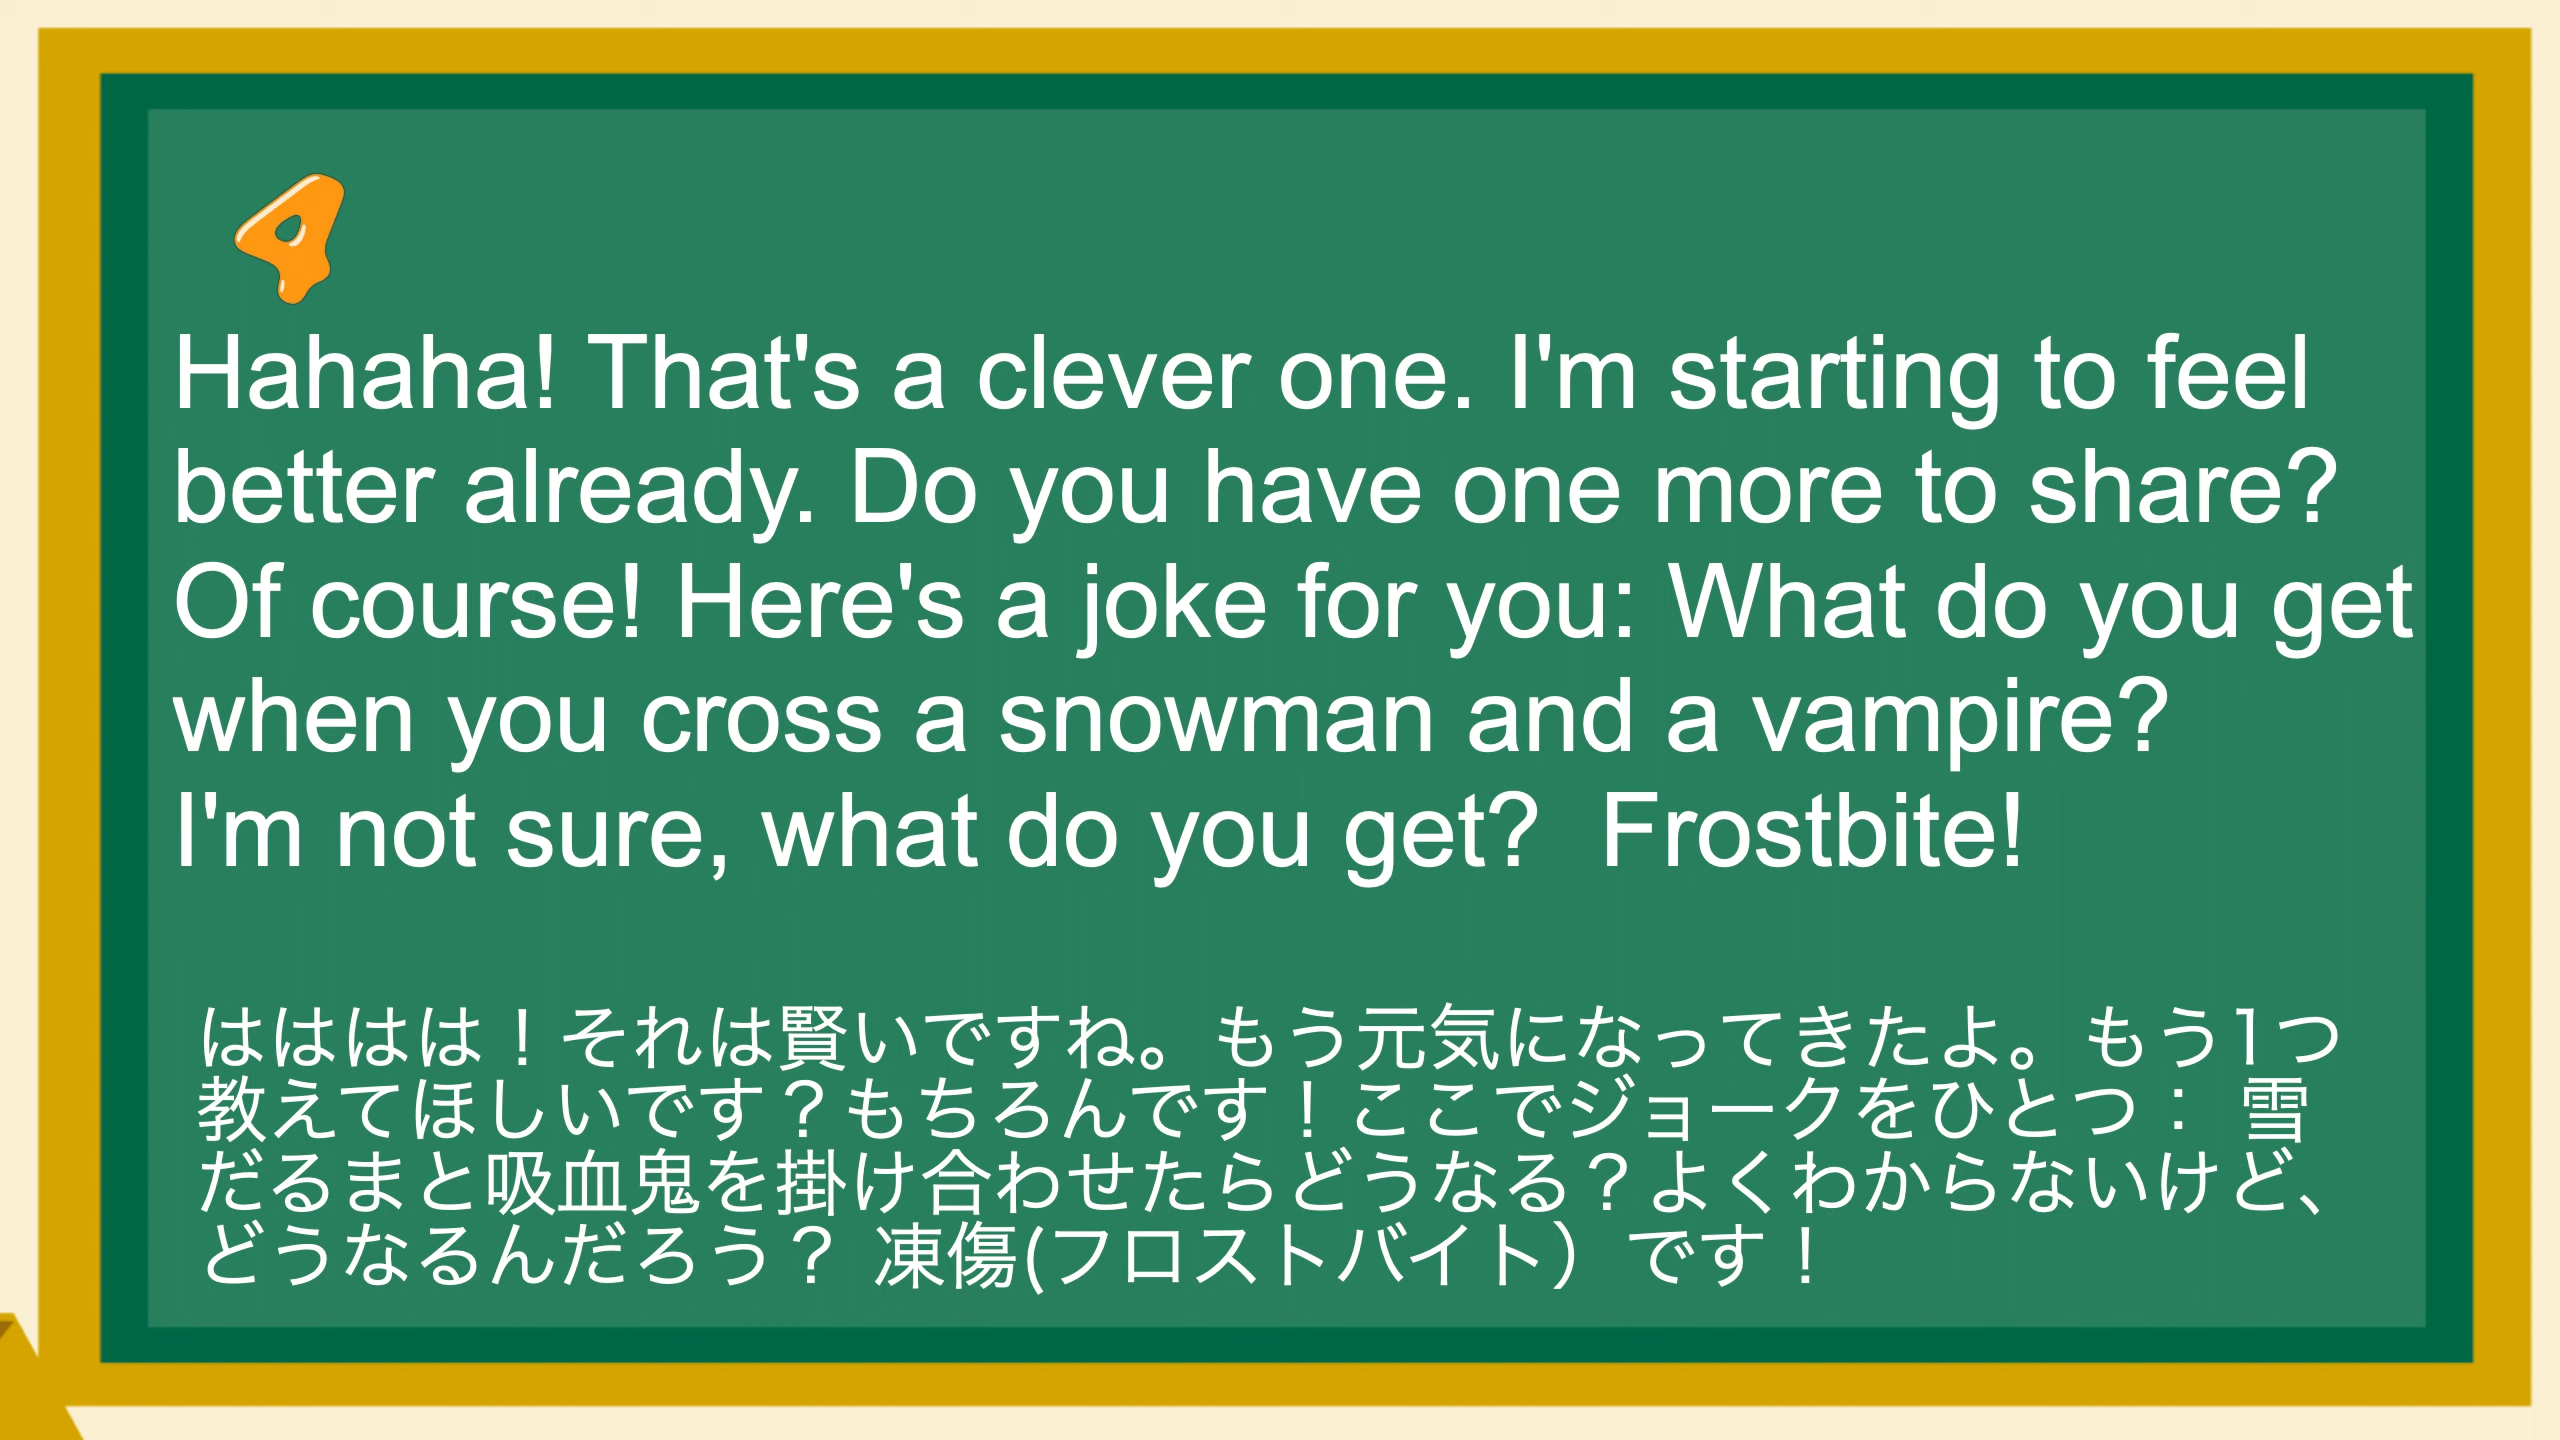 4
Hahaha! That's a clever one. I'm starting to feel
better already. Do you have one more to share?
Of course! Here's a joke for you: What do you get
when you cross a snowman and a vampire?
I'm not sure, what do you get?  Frostbite!
はははは！それは賢いですね。もう元気になってきたよ。もう1つ
教えてほしいです？もちろんです！ここでジョークをひとつ： 雪
だるまと吸血鬼を掛け合わせたらどうなる？よくわからないけど、
どうなるんだろう？ 凍傷(フロストバイト）です！